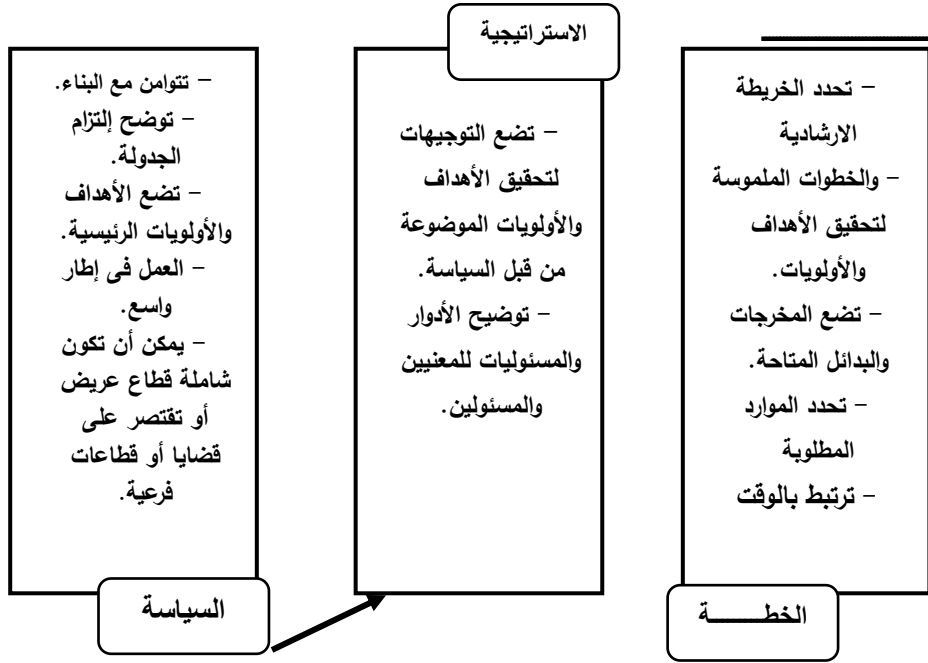 الخطــــــة
– تحدد الخريطة
الارشادية
– والخطوات الملموسة
لتحقيق الأهداف
والأولويات.
– تضع المخرجات
والبدائل المتاحة.
– تحدد الموارد
المطلوبة
– ترتبط بالوقت
الاستراتيجية
– تضع التوجيهات
لتحقيق الأهداف
والأولويات الموضوعة
من قبل السياسة.
– توضيح الأدوار
والمسئوليات للمعنيين
والمسئولين.
السياسة
– تتوامن مع البناء.
– توضح إلتزام
الجدولة.
– تضع الأهداف
والأولويات الرئيسية.
– العمل فى إطار
واسع.
– يمكن أن تكون
شاملة قطاع عريض
أو تقتصر على
قضايا أو قطاعات
فرعية.